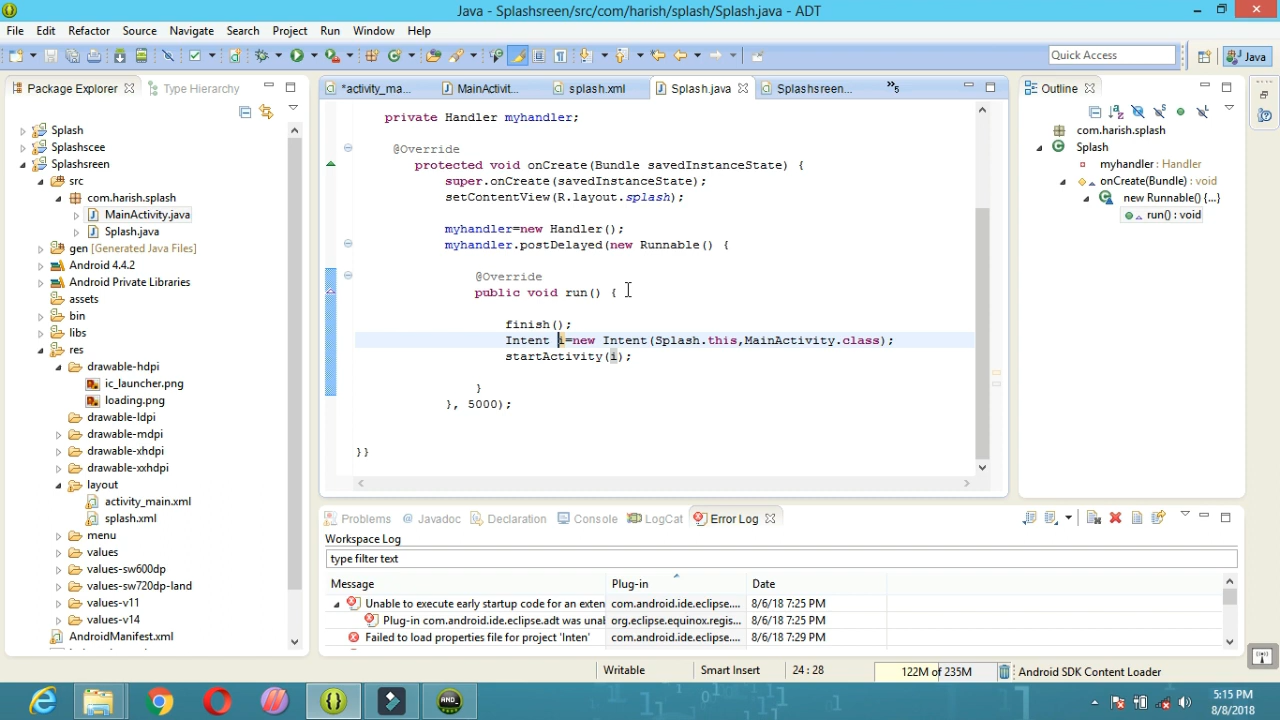 Java - Splashsreen/src/com/harish/splash/Splash.java - ADT
File Edit Refactor Source Navigate Search Project Run Window Help
Quick Access
Java
Package Explorer
Type Hierarchy
*activity_ma...
MainActivit...
splash.xml
Splash.java
Splashsreen...
»5
Outline
Splash
Splashscee
Splashsreen
src
com.harish.splash
MainActivity.java
Splash.java
gen [Generated Java Files]
Android 4.4.2
Android Private Libraries
assets
bin
libs
res
drawable-hdpi
ic_launcher.png
loading.png
drawable-ldpi
drawable-mdpi
drawable-xhdpi
drawable-xxhdpi
layout
activity_main.xml
splash.xml
menu
values
values-sw600dp
values-sw720dp-land
values-v11
values-v14
AndroidManifest.xml
private Handler myhandler;
@Override
protected void onCreate(Bundle savedInstanceState) {
super.onCreate(savedInstanceState);
setContentView(R.layout.splash);
myhandler=new Handler();
myhandler.postDelayed(new Runnable() {
@Override
public void run() {
finish();
Intent i=new Intent(Splash.this,MainActivity.class);
startActivity(i);
}
}, 5000);
}}
com.harish.splash
Splash
myhandler : Handler
onCreate(Bundle) : void
new Runnable() {...}
run() : void
Problems
@ Javadoc
Declaration
Console
LogCat
Error Log
Workspace Log
type filter text
Message Plug-in Date
Unable to execute early startup code for an exten com.android.ide.eclipse.... 8/6/18 7:25 PM
Plug-in com.android.ide.eclipse.adt was unab org.eclipse.equinox.regis... 8/6/18 7:25 PM
Failed to load properties file for project 'Inten' com.android.ide.eclipse.... 8/6/18 7:29 PM
Writable
Smart Insert
24 : 28
122M of 235M
Android SDK Content Loader
5:15 PM
8/8/2018